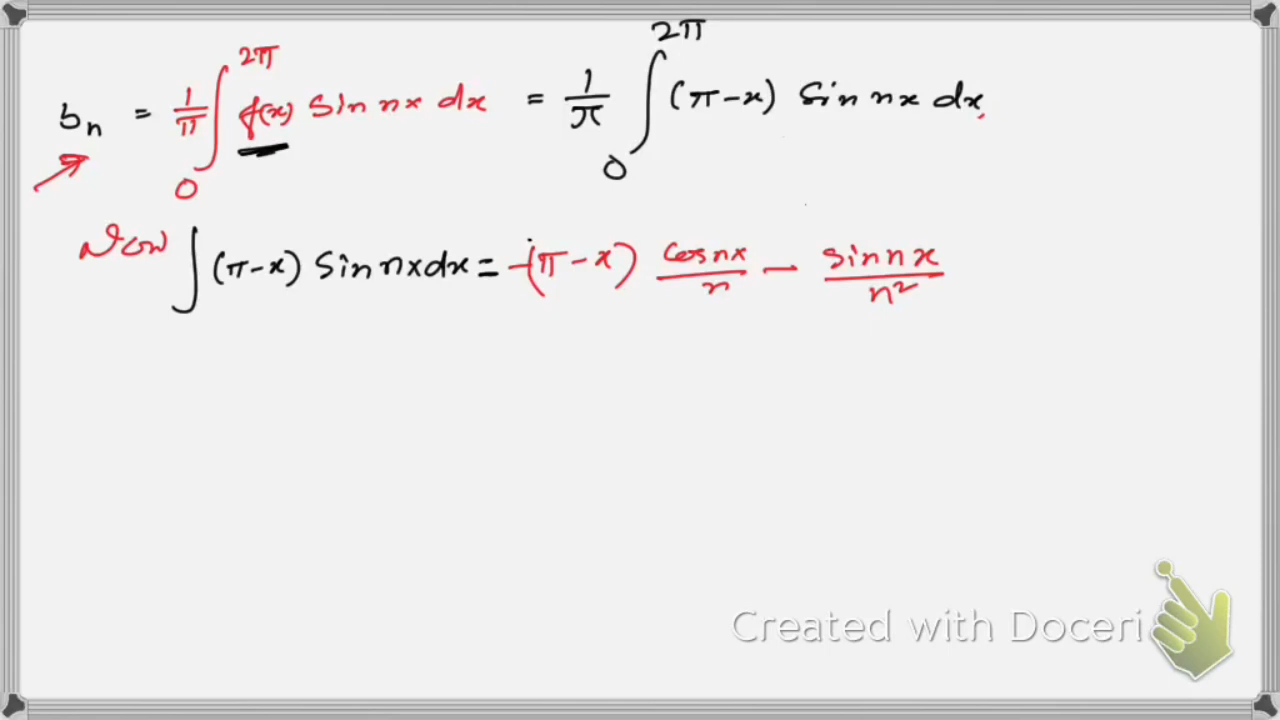 bₙ = 1/π ∫₀^2π f(x) Sin nx dx = 1/π ∫₀^2π (π-x) Sin nx dx,
Now ∫ (π-x) Sin nx dx = -(π-x) cos nx/n - sin nx/n²
Created with Doceri